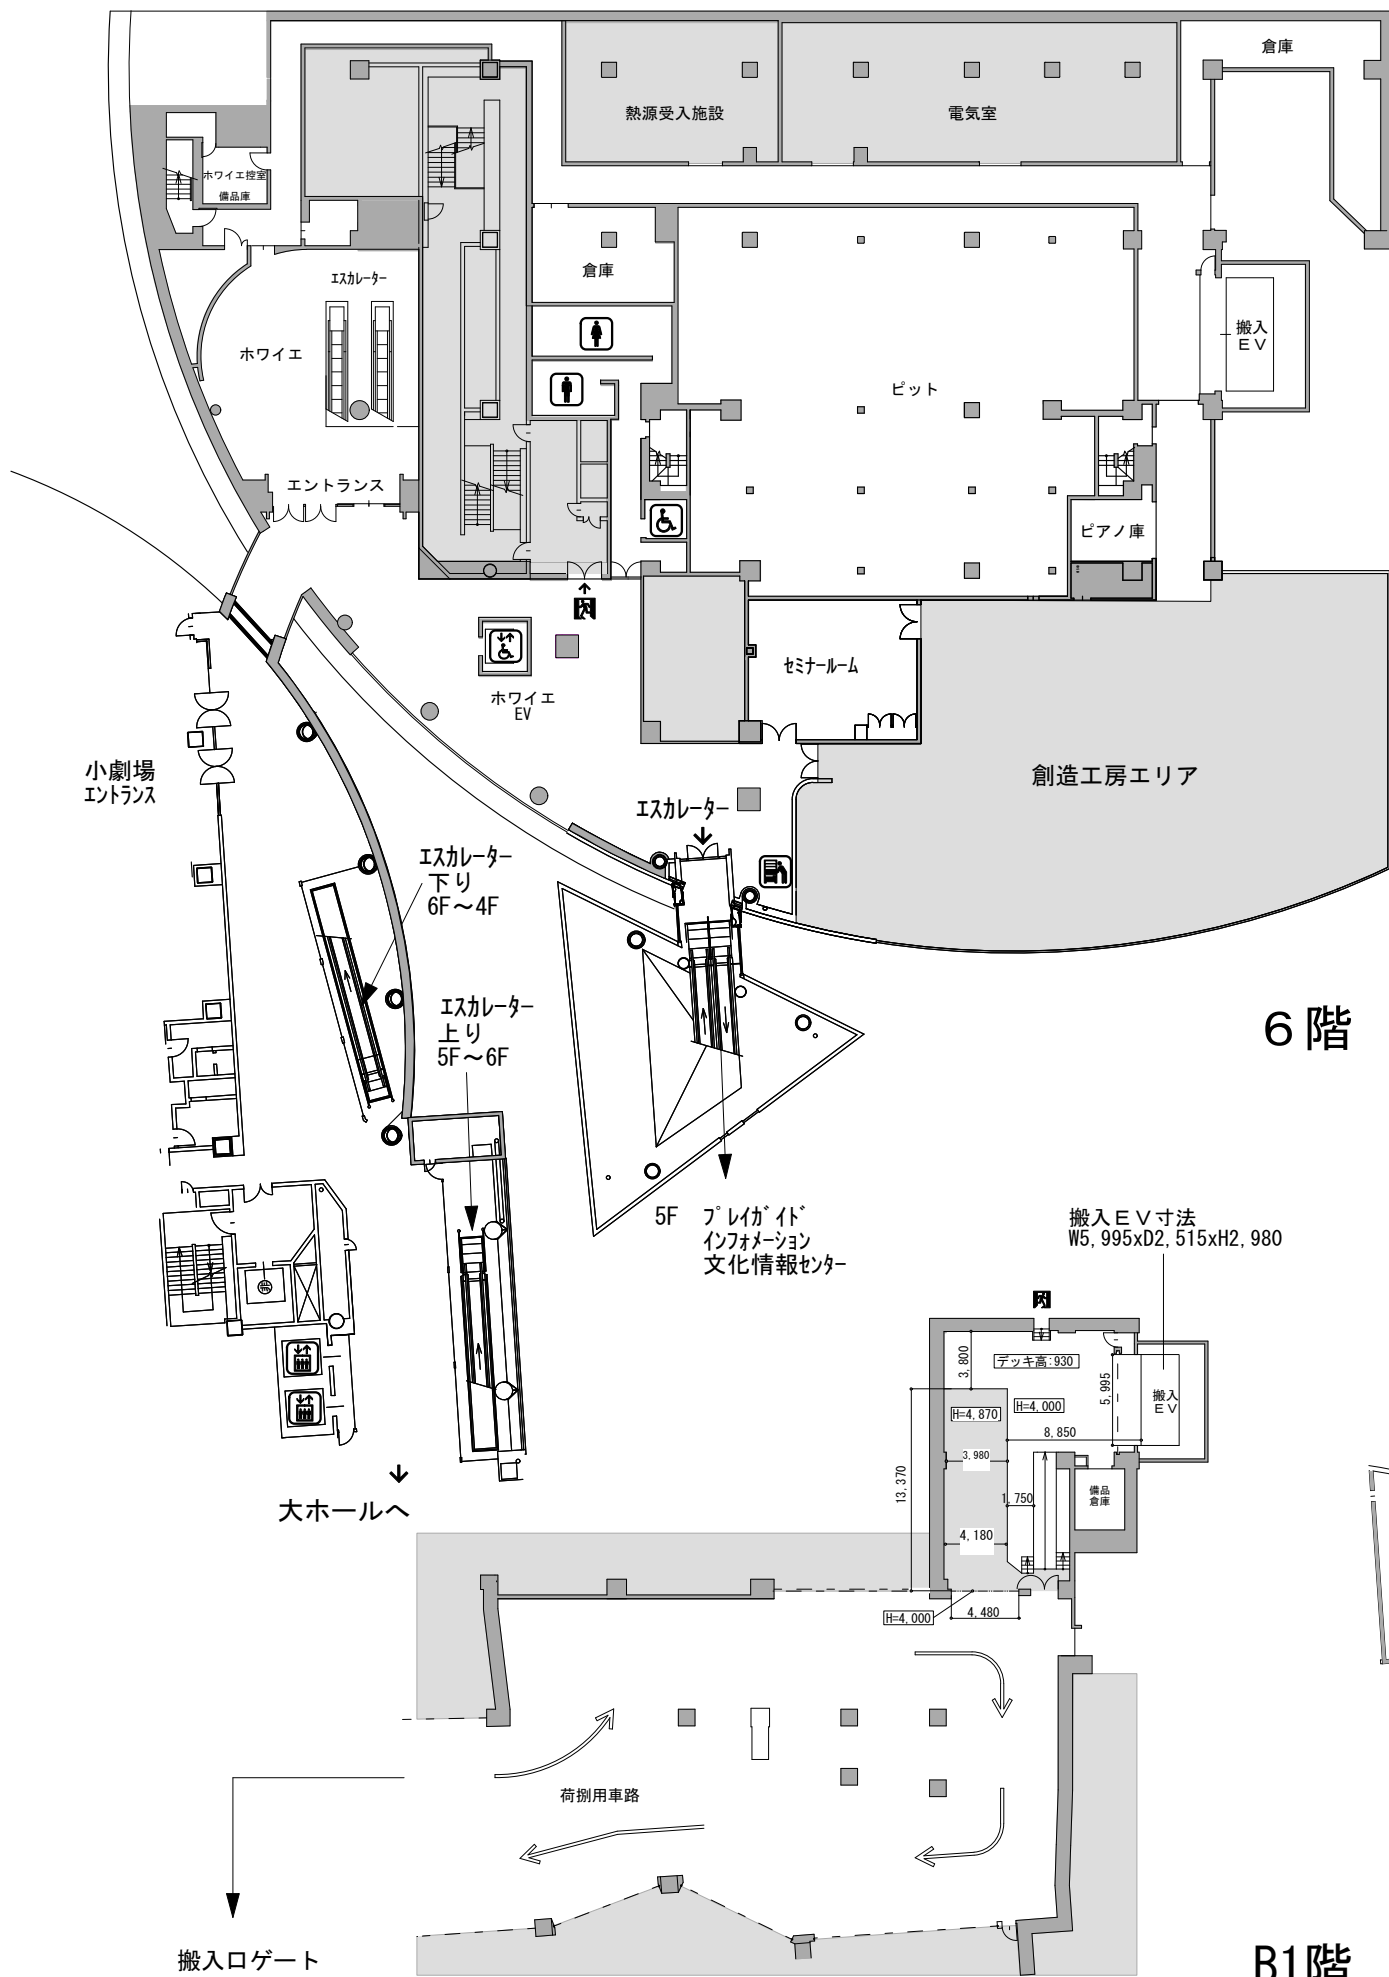 倉庫
熱源受入施設
電気室
ホワイエ控室
備品庫
エスカレーター
倉庫
搬入
EV
ホワイエ
ピット
エントランス
ピアノ庫
セミナールーム
ホワイエ
EV
小劇場
エントランス
創造工房エリア
エスカレーター
エスカレーター
下り
6F～4F
エスカレーター
上り
5F～6F
6階
5F プレイガイド
インフォメーション
文化情報センター
搬入EV寸法
W5,995xD2,515xH2,980
デッキ高:930
3,800
5,995
搬入
EV
H=4,870
H=4,000
8,850
3,980
13,370
1,750
備品
倉庫
4,180
大ホールへ
H=4,000
4,480
荷捌用車路
搬入口ゲート
B1階